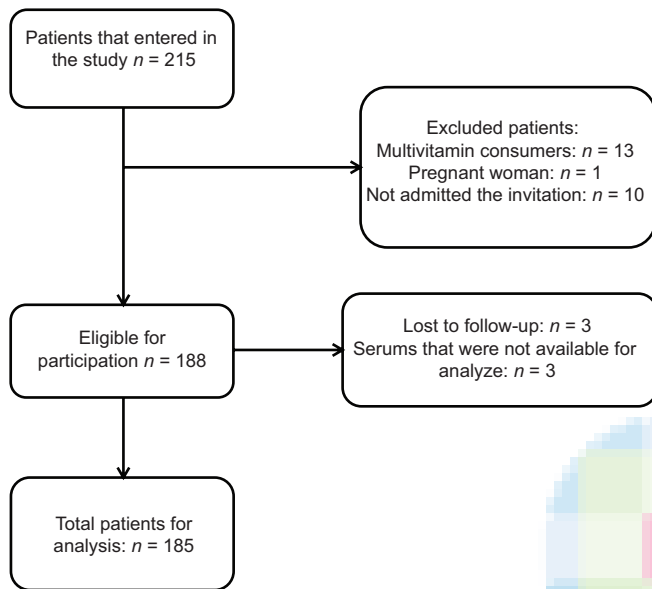 Patients that entered in
the study n = 215
Excluded patients:
Multivitamin consumers: n = 13
Pregnant woman: n = 1
Not admitted the invitation: n = 10
Eligible for
participation n = 188
Lost to follow-up: n = 3
Serums that were not available for
analyze: n = 3
Total patients for
analysis: n = 185